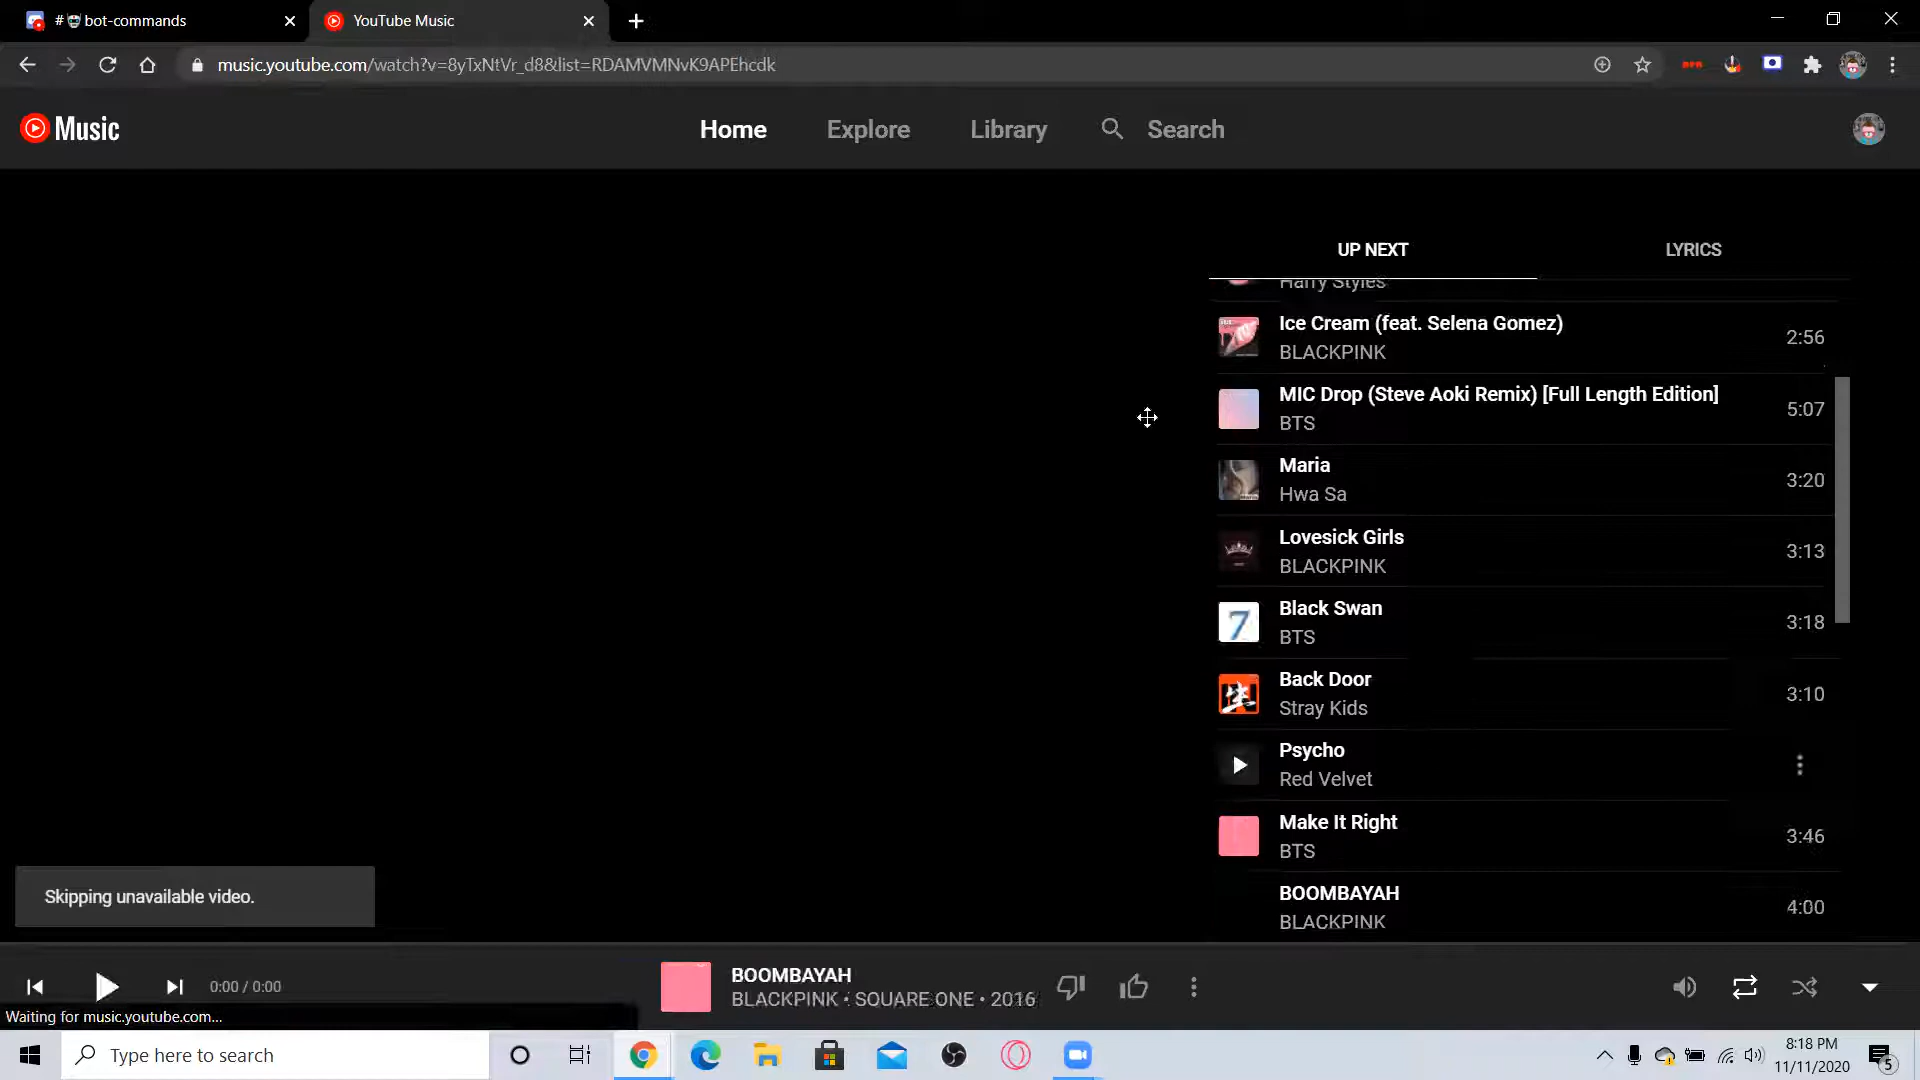 # bot-commands
YouTube Music
music.youtube.com/watch?v=8yTxNtVr_d8&list=RDAMVMNvK9APEhcdk
Music
Home
Explore
Library
Search
UP NEXT
LYRICS
Harry Styles
Ice Cream (feat. Selena Gomez)
BLACKPINK
2:56
MIC Drop (Steve Aoki Remix) [Full Length Edition]
BTS
5:07
Maria
Hwa Sa
3:20
Lovesick Girls
BLACKPINK
3:13
Black Swan
BTS
3:18
7
Back Door
Stray Kids
3:10
Psycho
Red Velvet
Make It Right
BTS
3:46
BOOMBAYAH
BLACKPINK
4:00
Skipping unavailable video.
0:00 / 0:00
BOOMBAYAH
BLACKPINK • SQUARE ONE • 2016
Waiting for music.youtube.com...
Type here to search
8:18 PM
11/11/2020
5